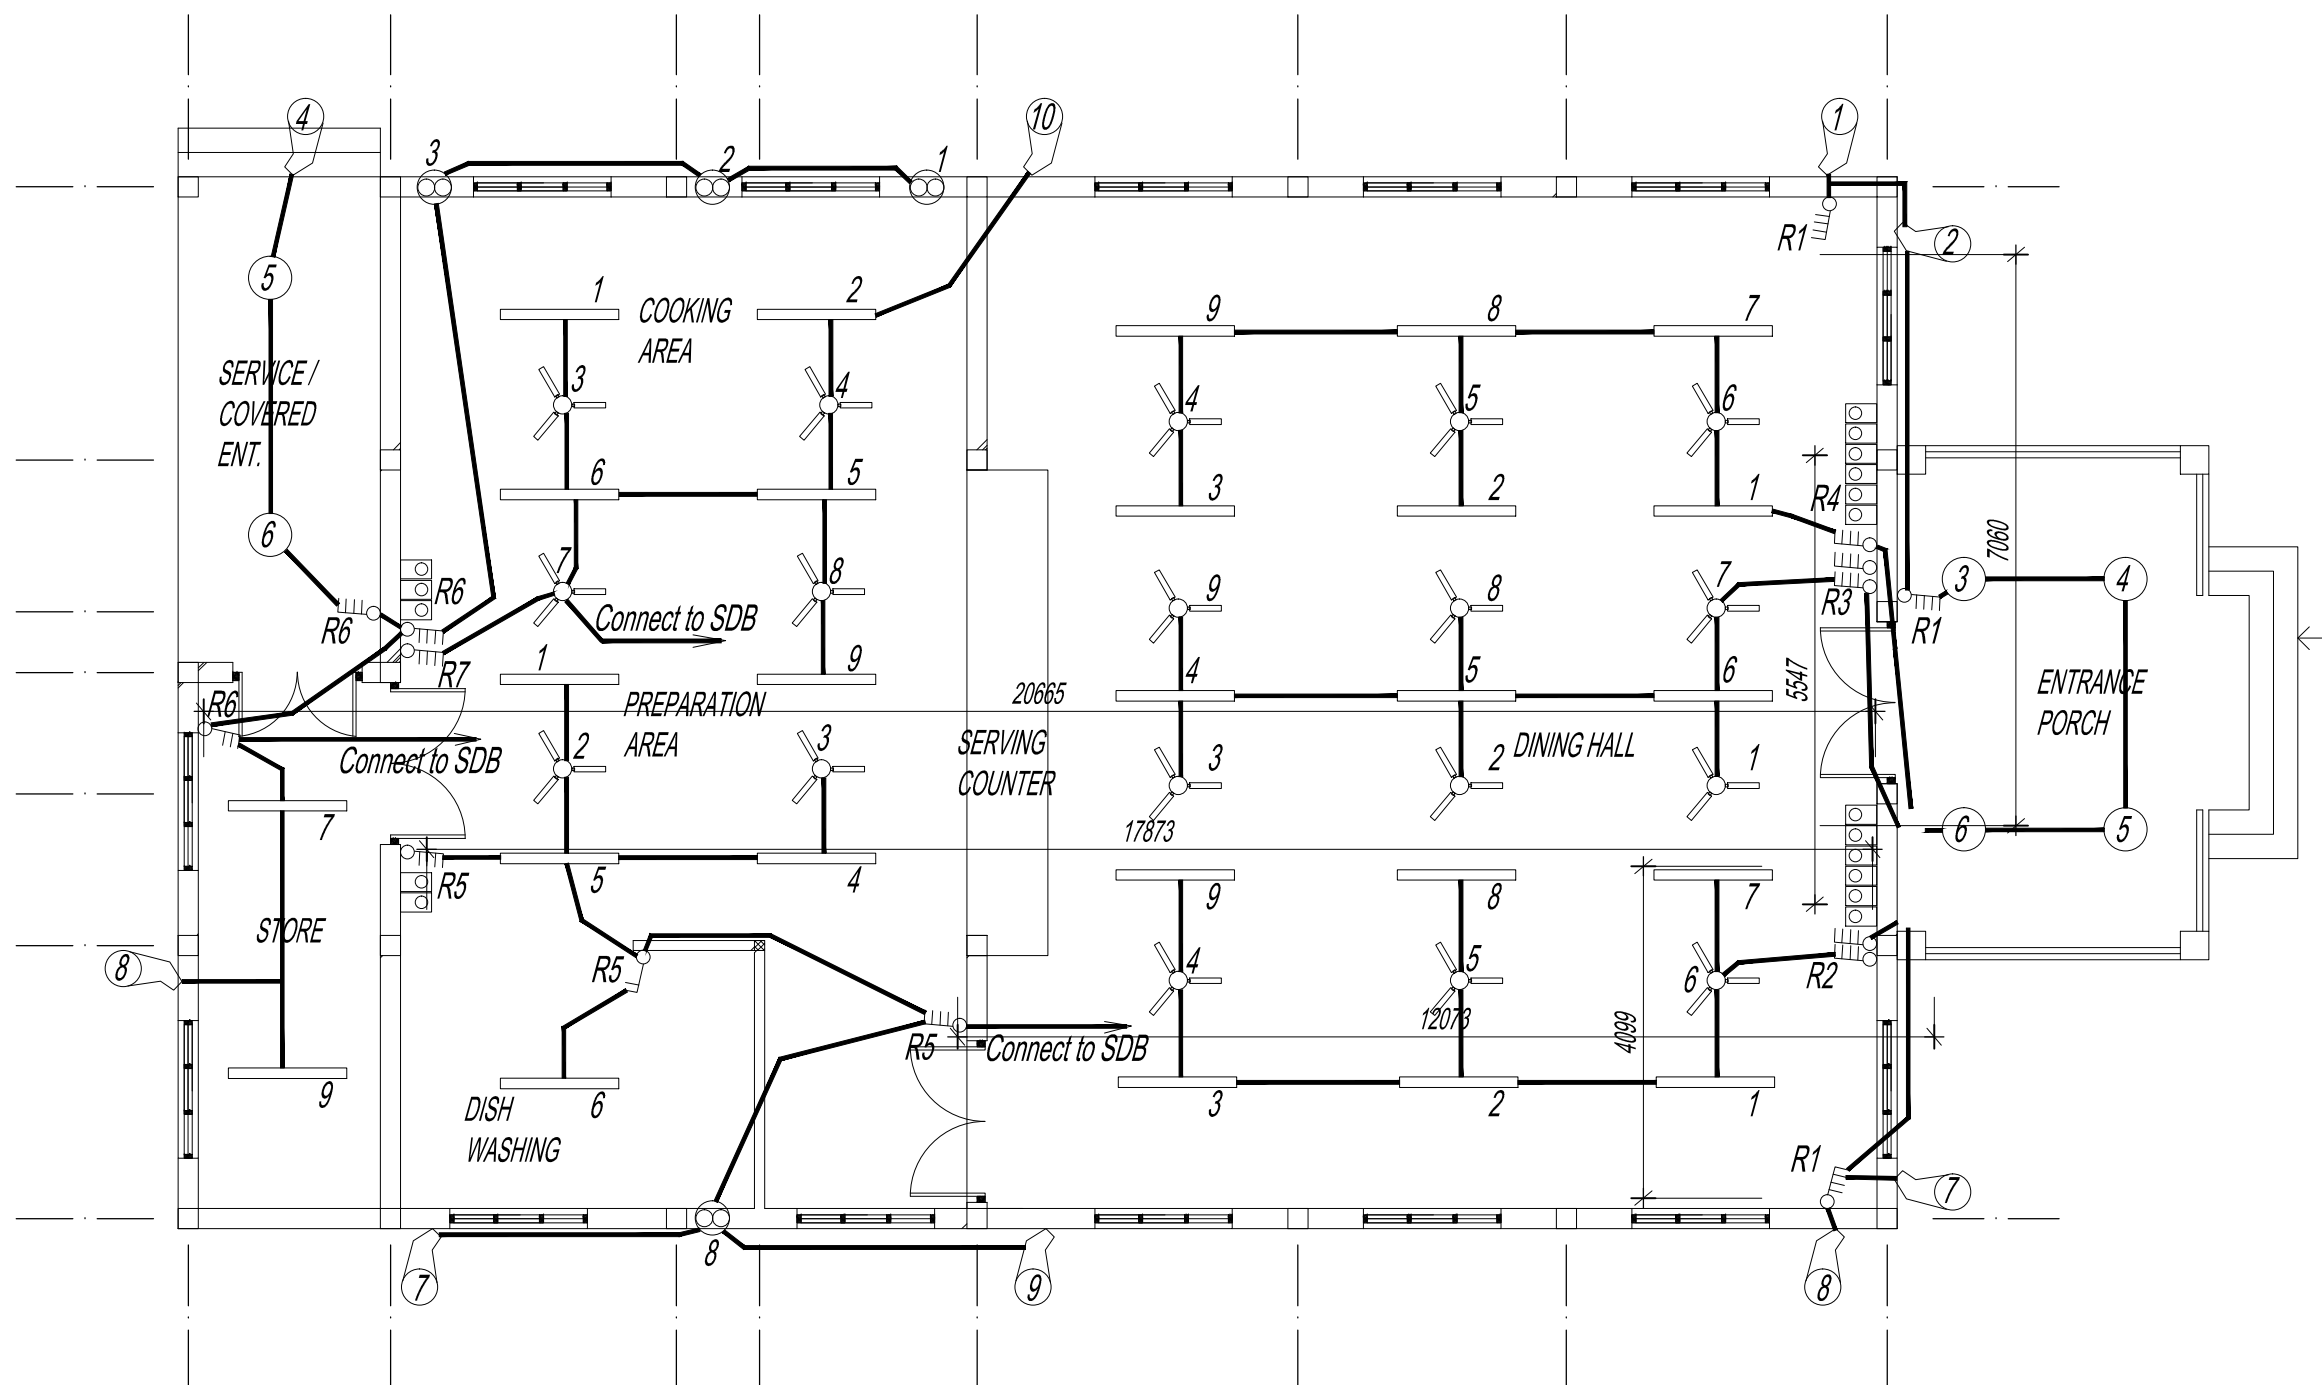 4
10
1
3
2
1
R1
2
5
1
COOKING
AREA
2
9
8
7
SERVICE /
COVERED
ENT.
3
4
4
5
6
6
5
3
2
1
R4
7060
6
7
8
9
8
7
3
4
R6
R6
Connect to SDB
R3
R1
R7
1
9
4
5
6
5547
ENTRANCE
PORCH
R6
PREPARATION
AREA
20665
Connect to SDB
2
3
SERVING
COUNTER
3
2
DINING HALL
1
7
17873
6
5
R5
5
4
9
8
7
STORE
8
R5
4
5
6
R2
12073
4099
R5
Connect to SDB
9
DISH
WASHING
6
3
2
1
R1
7
8
7
9
8